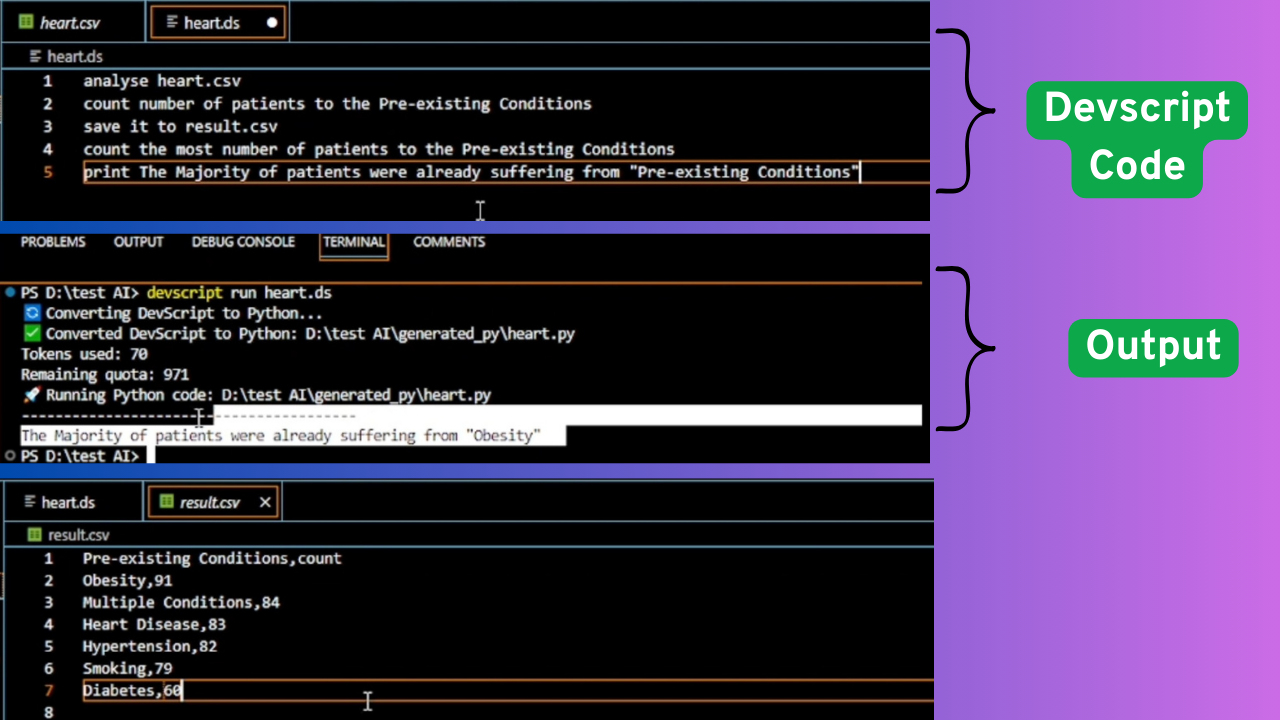 heart.csv heart.ds
heart.ds
1 analyse heart.csv
2 count number of patients to the Pre-existing Conditions
3 save it to result.csv
4 count the most number of patients to the Pre-existing Conditions
5 print The Majority of patients were already suffering from "Pre-existing Conditions"
Devscript
Code
PROBLEMS OUTPUT DEBUG CONSOLE TERMINAL COMMENTS
PS D:\test AI> devscript run heart.ds
Converting DevScript to Python...
Converted DevScript to Python: D:\test AI\generated_py\heart.py
Tokens used: 70
Remaining quota: 971
Running Python code: D:\test AI\generated_py\heart.py
----------------------------------------
The Majority of patients were already suffering from "Obesity"
PS D:\test AI>
Output
heart.ds result.csv
result.csv
1 Pre-existing Conditions,count
2 Obesity,91
3 Multiple Conditions,84
4 Heart Disease,83
5 Hypertension,82
6 Smoking,79
7 Diabetes,60
8